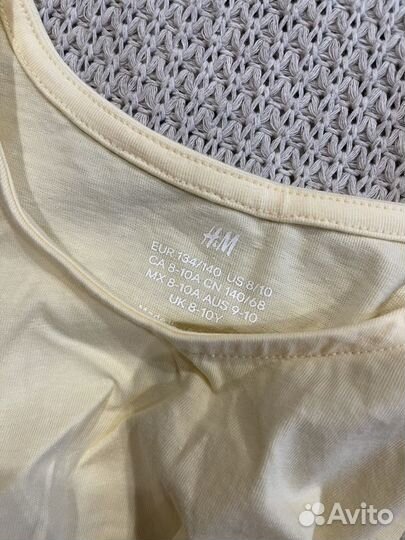 H&M
EUR 134/140 US 8/10
CA 8-10A CN 140/68
MX 8-10A AUS 9-10
UK 8-10Y
Avito